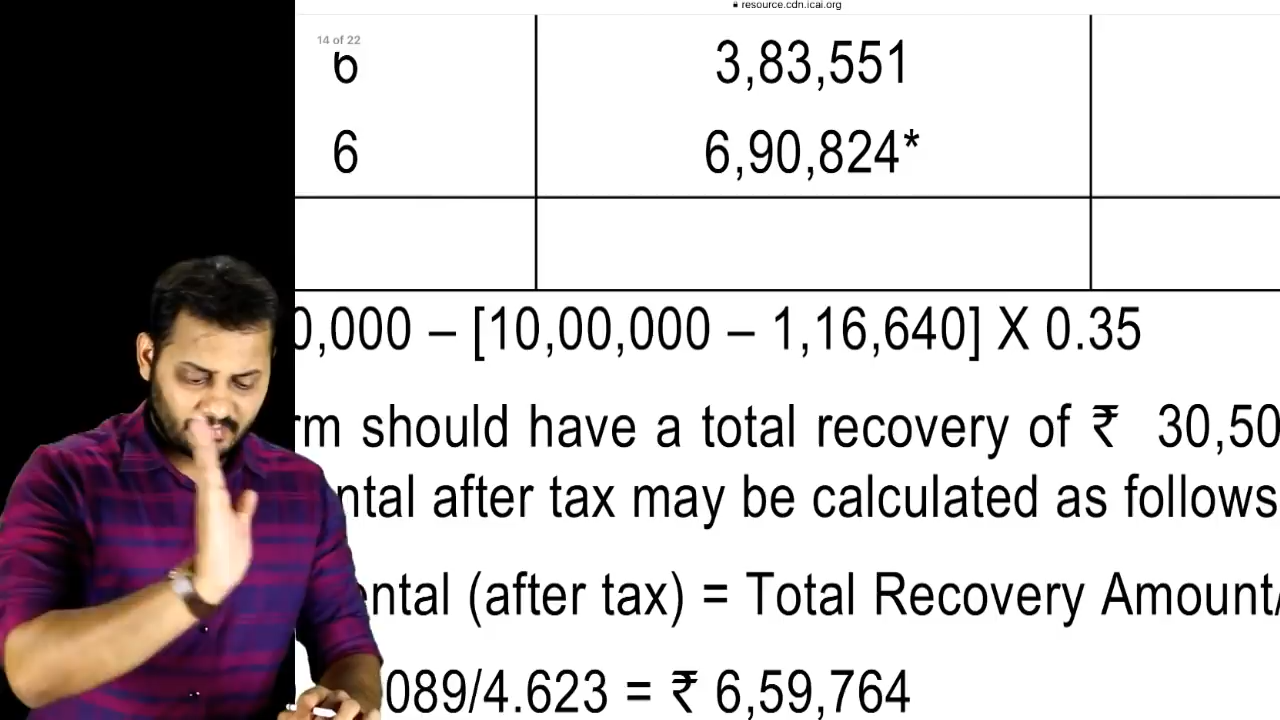 resource.cdn.icai.org
14 of 22
6 3,83,551
6 6,90,824*
0,000 – [10,00,000 – 1,16,640] X 0.35
rm should have a total recovery of ₹ 30,50
ntal after tax may be calculated as follows
ental (after tax) = Total Recovery Amount/
089/4.623 = ₹ 6,59,764